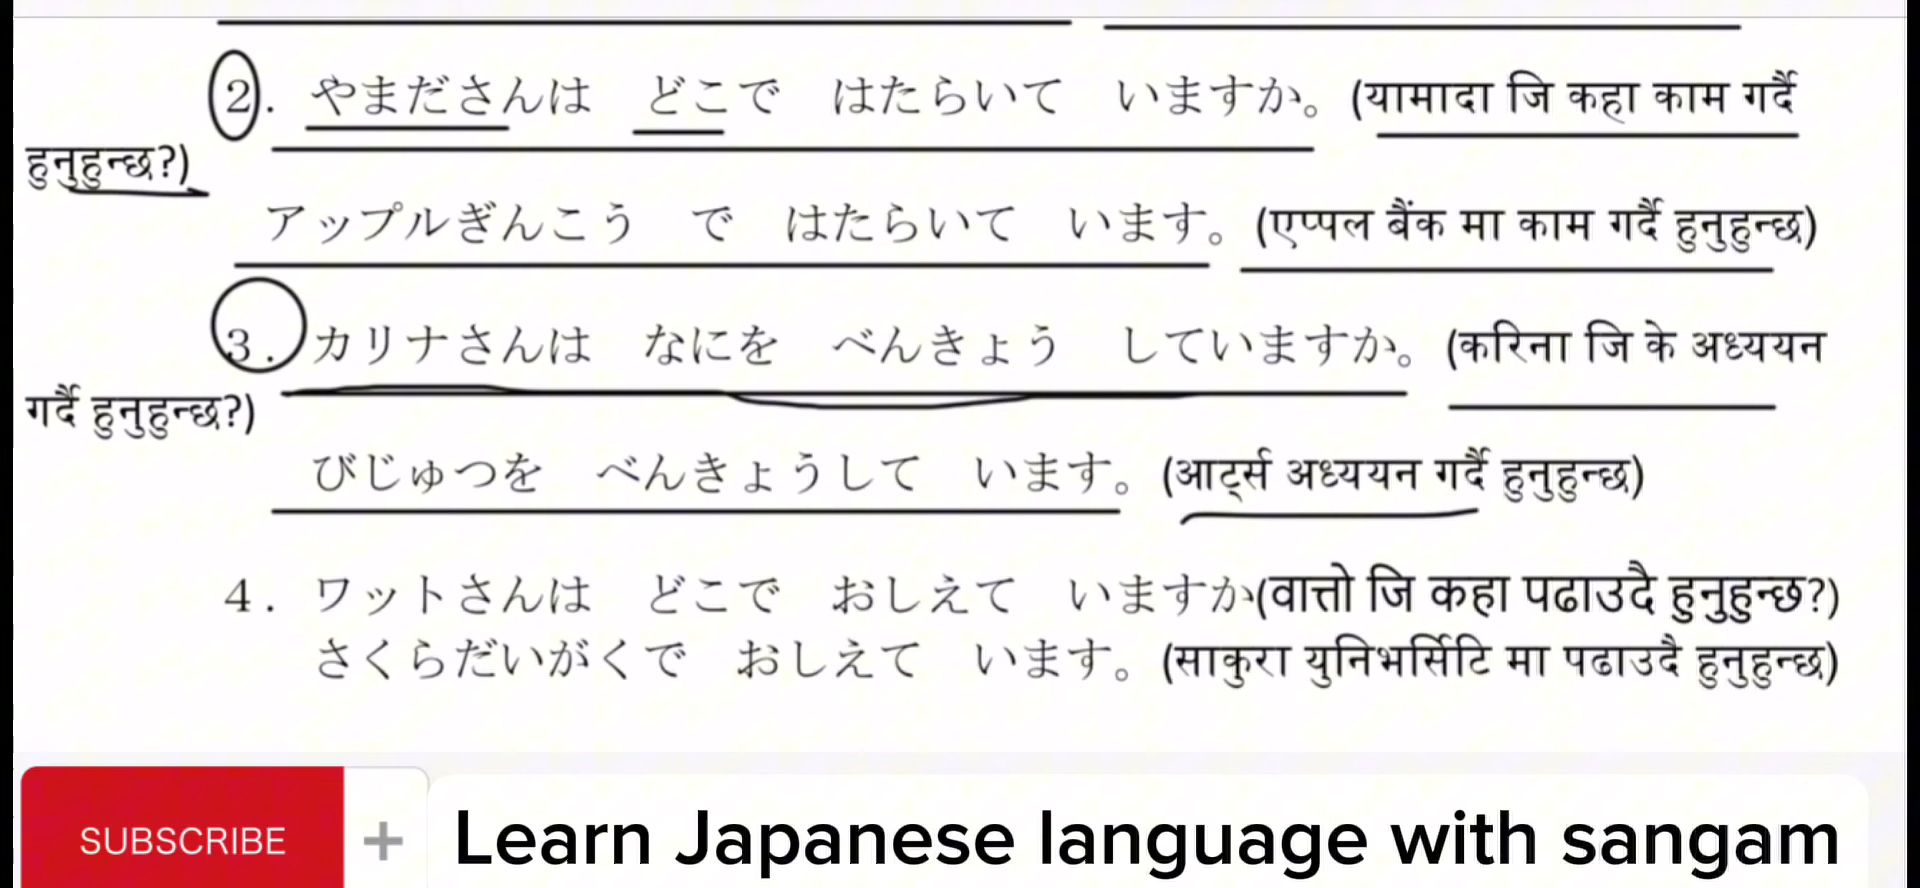 2. やまださんは どこで はたらいて いますか。(यामादा जि कहा काम गर्दै
हुनुहुन्छ?)
アップルぎんこう で はたらいて います。(एप्पल बैंक मा काम गर्दै हुनुहुन्छ)
3. カリナさんは なにを べんきょう していますか。(करिना जि के अध्ययन
गर्दै हुनुहुन्छ?)
びじゅつを べんきょうして います。(आर्ट्स अध्ययन गर्दै हुनुहुन्छ)
4. ワットさんは どこで おしえて いますか(वात्तो जि कहा पढाउदै हुनुहुन्छ?)
さくらだいがくで おしえて います。(साकुरा युनिभर्सिटि मा पढाउदै हुनुहुन्छ)
SUBSCRIBE + Learn Japanese language with sangam